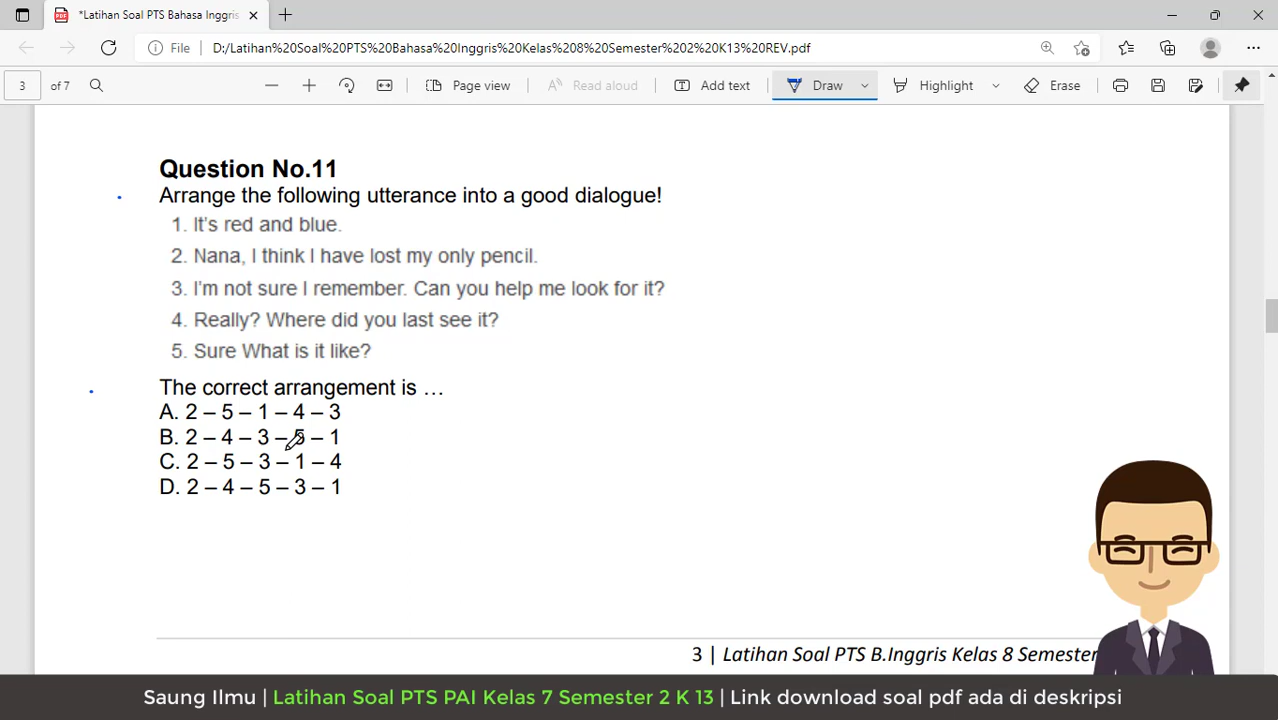 *Latihan Soal PTS Bahasa Inggris
File
D:/Latihan%20Soal%20PTS%20Bahasa%20Inggris%20Kelas%208%20Semester%202%20K13%20REV.pdf
3 of 7
Page view
Read aloud
Add text
Draw
Highlight
Erase
Question No.11
Arrange the following utterance into a good dialogue!
1. It's red and blue.
2. Nana, I think I have lost my only pencil.
3. I'm not sure I remember. Can you help me look for it?
4. Really? Where did you last see it?
5. Sure What is it like?
The correct arrangement is …
A. 2 – 5 – 1 – 4 – 3
B. 2 – 4 – 3 – 5 – 1
C. 2 – 5 – 3 – 1 – 4
D. 2 – 4 – 5 – 3 – 1
3 | Latihan Soal PTS B.Inggris Kelas 8 Semester
Saung Ilmu | Latihan Soal PTS PAI Kelas 7 Semester 2 K 13 | Link download soal pdf ada di deskripsi